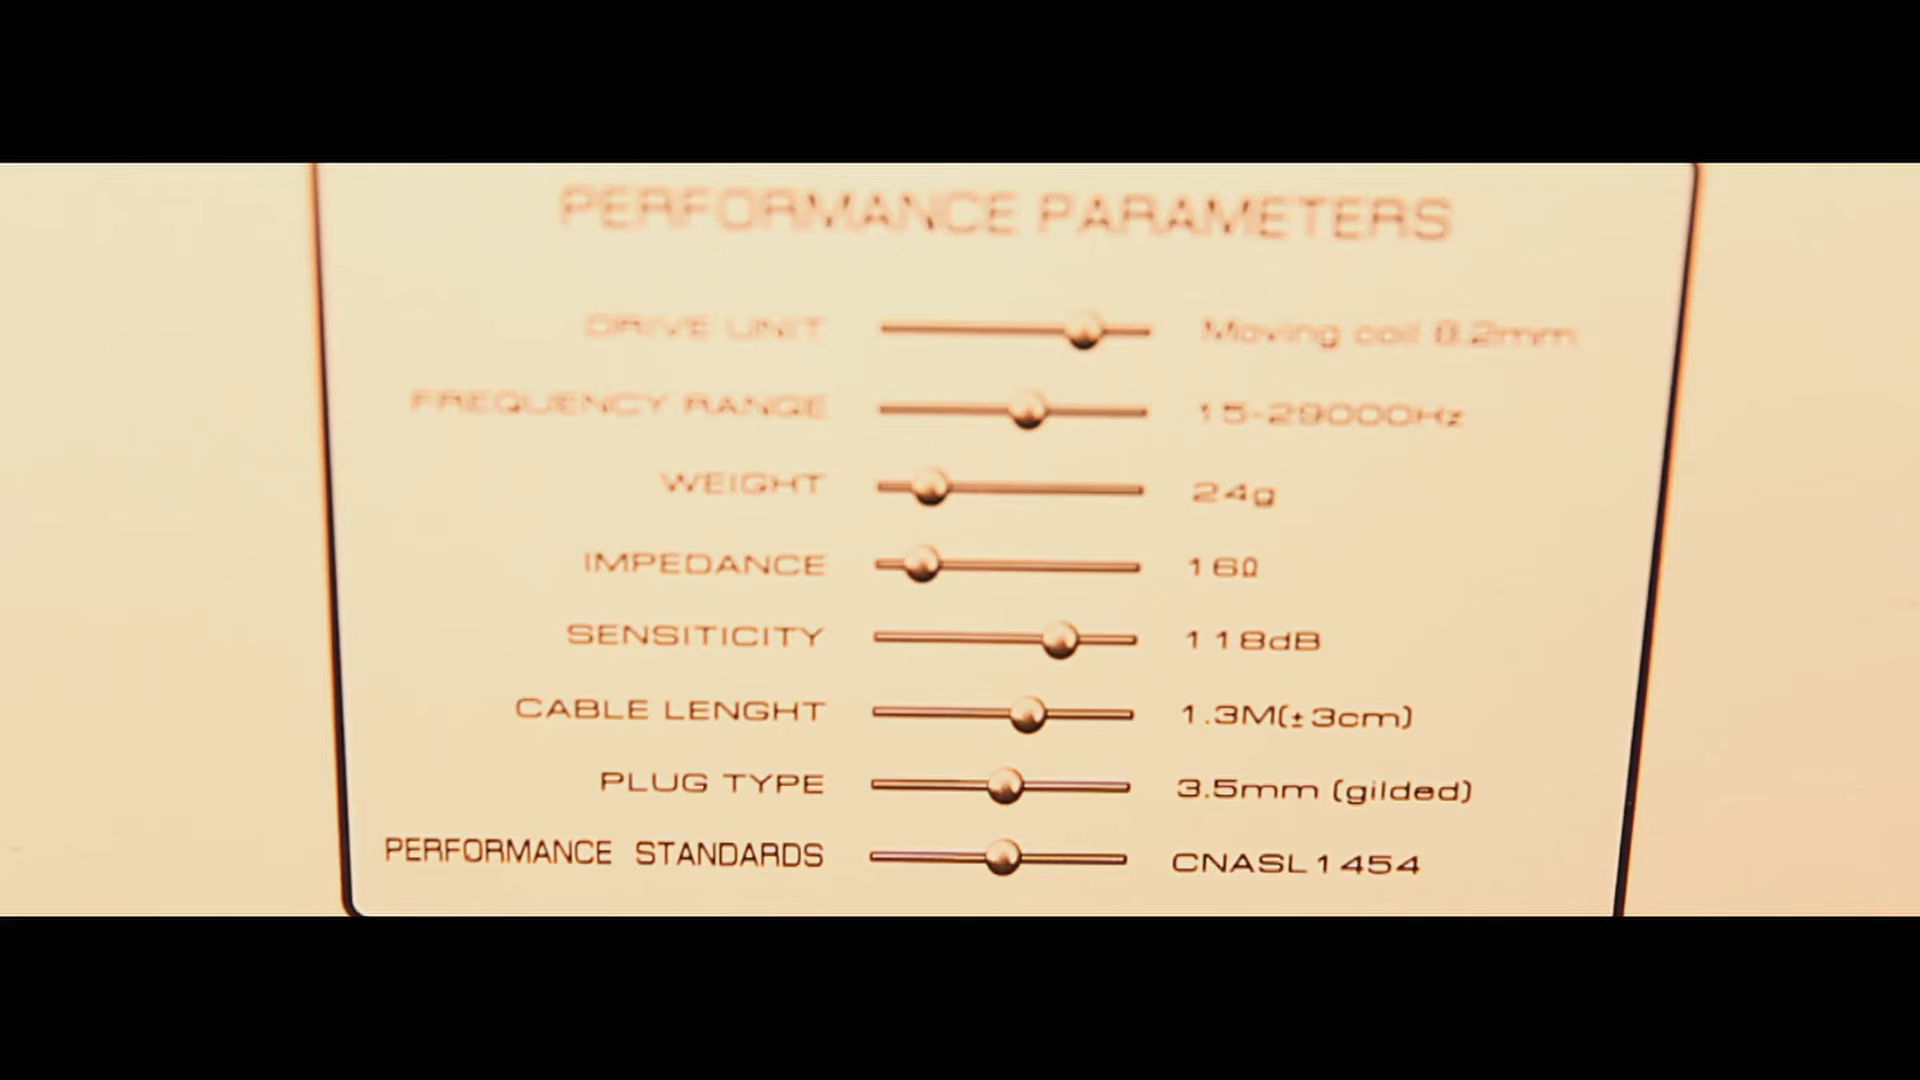 PERFORMANCE PARAMETERS
DRIVE UNIT Moving coil 8.2mm
FREQUENCY RANGE 15-29000Hz
WEIGHT 24g
IMPEDANCE 16Ω
SENSITICITY 118dB
CABLE LENGHT 1.3M(±3cm)
PLUG TYPE 3.5mm (gilded)
PERFORMANCE STANDARDS CNASL1454